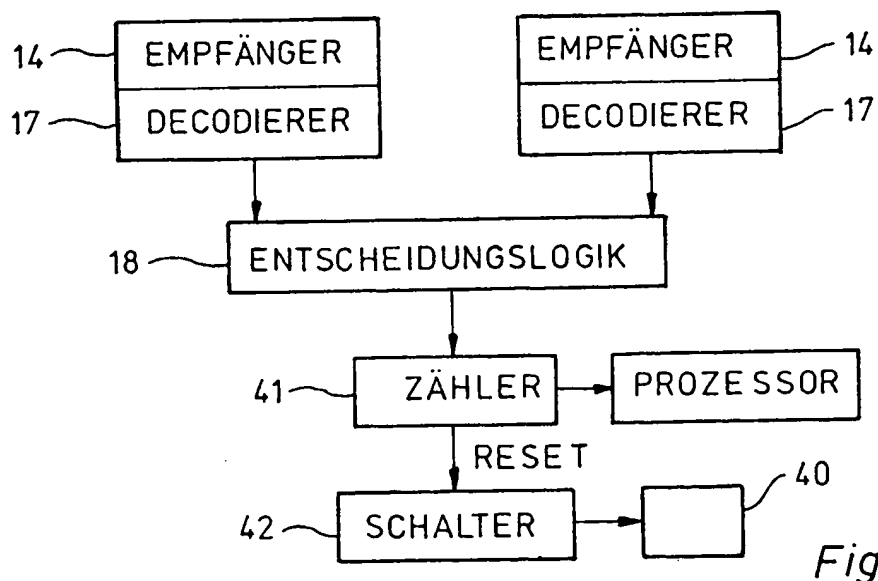 14 EMPFÄNGER EMPFÄNGER 14
17 DECODIERER DECODIERER 17
18 ENTSCHEIDUNGSLOGIK
41 ZÄHLER PROZESSOR
RESET
42 SCHALTER 40
Fig